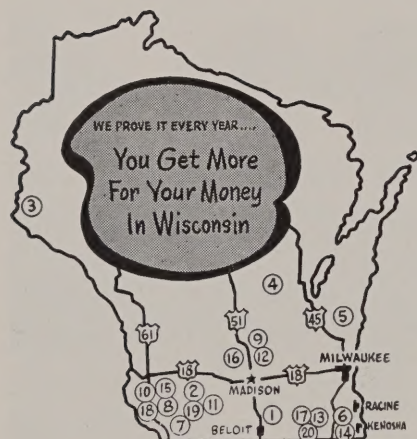 WE PROVE IT EVERY YEAR....
You Get More
For Your Money
In Wisconsin
3
4
61
51
45
5
9
16 12
18
18
MILWAUKEE
MADISON
10 15 2
18 8 19 11
7
1
17 13 6
20 14
RACINE
KENOSHA
BELOIT